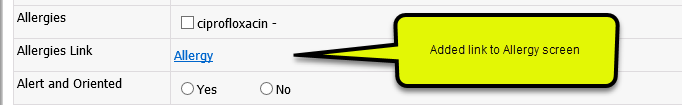 Allergies ciprofloxacin -
Allergies Link Allergy
Added link to Allergy screen
Alert and Oriented Yes No